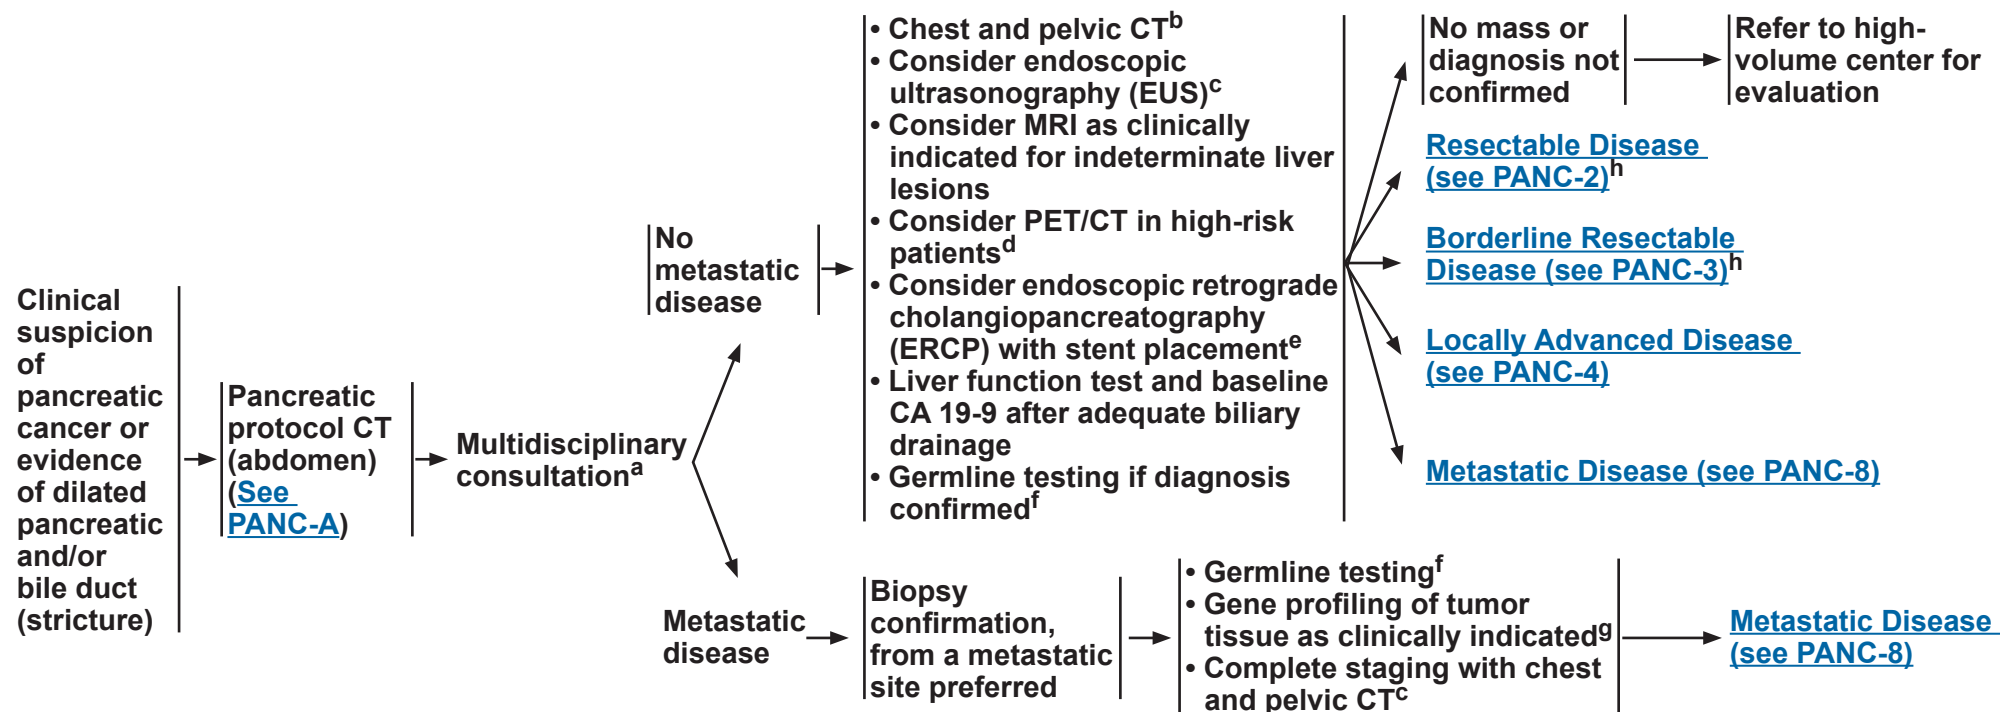 Clinical
suspicion
of
pancreatic
cancer or
evidence
of dilated
pancreatic
and/or
bile duct
(stricture)
Pancreatic
protocol CT
(abdomen)
(See
PANC-A)
Multidisciplinary
consultationa
No
metastatic
disease
• Chest and pelvic CTb
• Consider endoscopic
ultrasonography (EUS)c
• Consider MRI as clinically
indicated for indeterminate liver
lesions
• Consider PET/CT in high-risk
patientsd
• Consider endoscopic retrograde
cholangiopancreatography
(ERCP) with stent placemente
• Liver function test and baseline
CA 19-9 after adequate biliary
drainage
• Germline testing if diagnosis
confirmedf
No mass or
diagnosis not
confirmed
Refer to high-
volume center for
evaluation
Resectable Disease
(see PANC-2)h
Borderline Resectable
Disease (see PANC-3)h
Locally Advanced Disease
(see PANC-4)
Metastatic Disease (see PANC-8)
Metastatic
disease
Biopsy
confirmation,
from a metastatic
site preferred
• Germline testingf
• Gene profiling of tumor
tissue as clinically indicatedg
• Complete staging with chest
and pelvic CTc
Metastatic Disease
(see PANC-8)